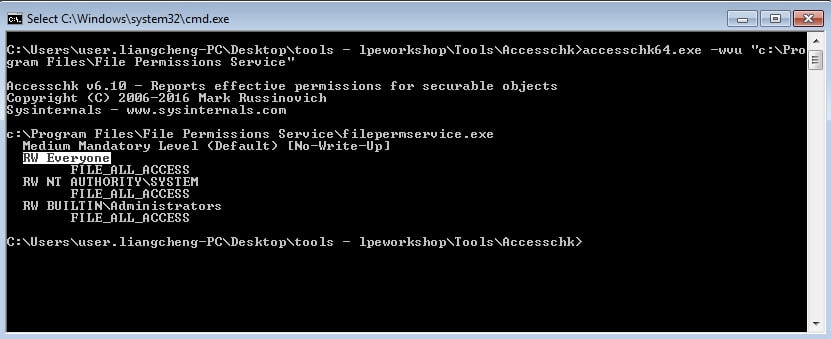 Select C:\Windows\system32\cmd.exe
C:\Users\user.liangcheng-PC\Desktop\tools - lpeworkshop\Tools\Accesschk>accesschk64.exe -wvu "c:\Pro
gram Files\File Permissions Service"
Accesschk v6.10 - Reports effective permissions for securable objects
Copyright (C) 2006-2016 Mark Russinovich
Sysinternals - www.sysinternals.com
c:\Program Files\File Permissions Service\filepermservice.exe
Medium Mandatory Level (Default) [No-Write-Up]
RW Everyone
FILE_ALL_ACCESS
RW NT AUTHORITY\SYSTEM
FILE_ALL_ACCESS
RW BUILTIN\Administrators
FILE_ALL_ACCESS
C:\Users\user.liangcheng-PC\Desktop\tools - lpeworkshop\Tools\Accesschk>